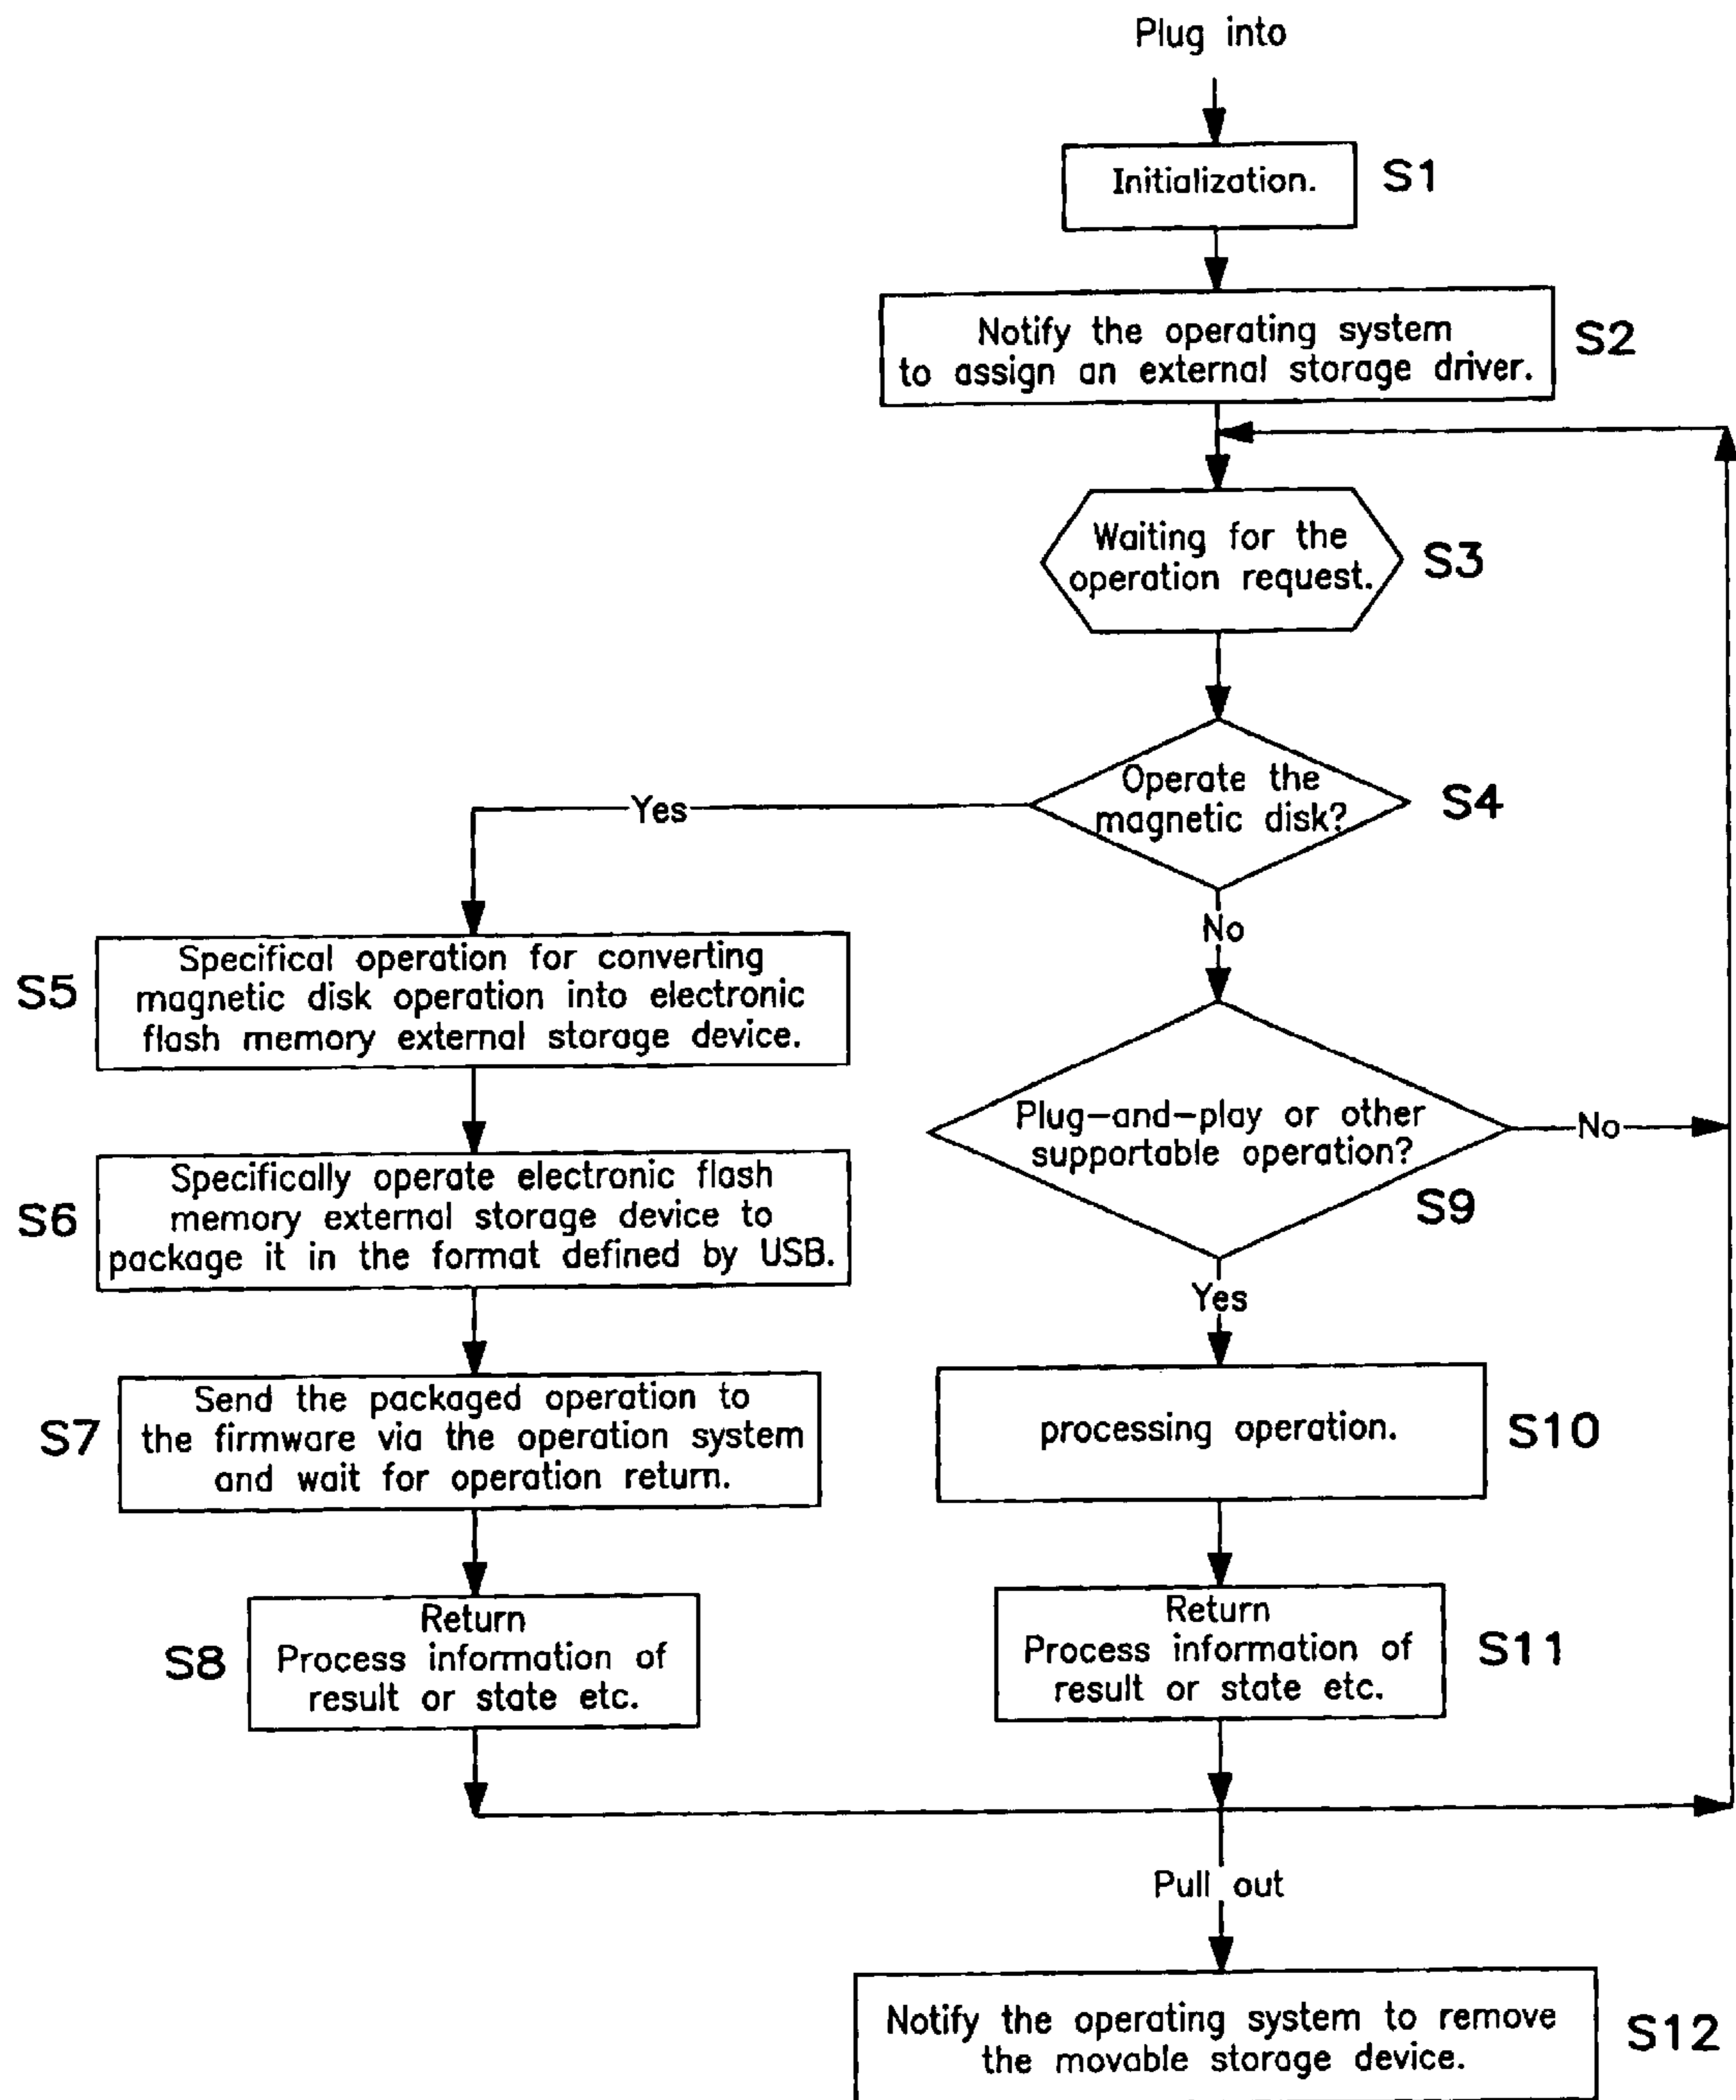 Plug into
Initialization.
S1
Notify the operating system
to assign an external storage driver.
S2
Waiting for the
operation request.
S3
Operate the
magnetic disk?
S4
Yes
No
S5
Specifical operation for converting
magnetic disk operation into electronic
flash memory external storage device.
S6
Specifically operate electronic flash
memory external storage device to
package it in the format defined by USB.
S7
Send the packaged operation to
the firmware via the operation system
and wait for operation return.
S8
Return
Process information of
result or state etc.
Plug-and-play or other
supportable operation?
No
S9
Yes
processing operation.
S10
Return
Process information of
result or state etc.
S11
Pull out
Notify the operating system to remove
the movable storage device.
S12